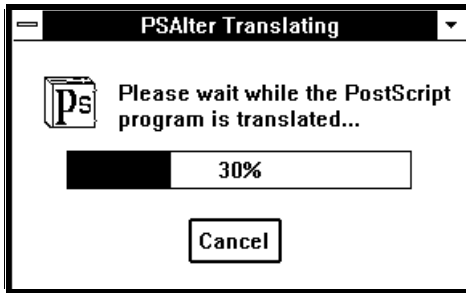 PSAlter Translating
Ps
Please wait while the PostScript
program is translated...
30%
Cancel